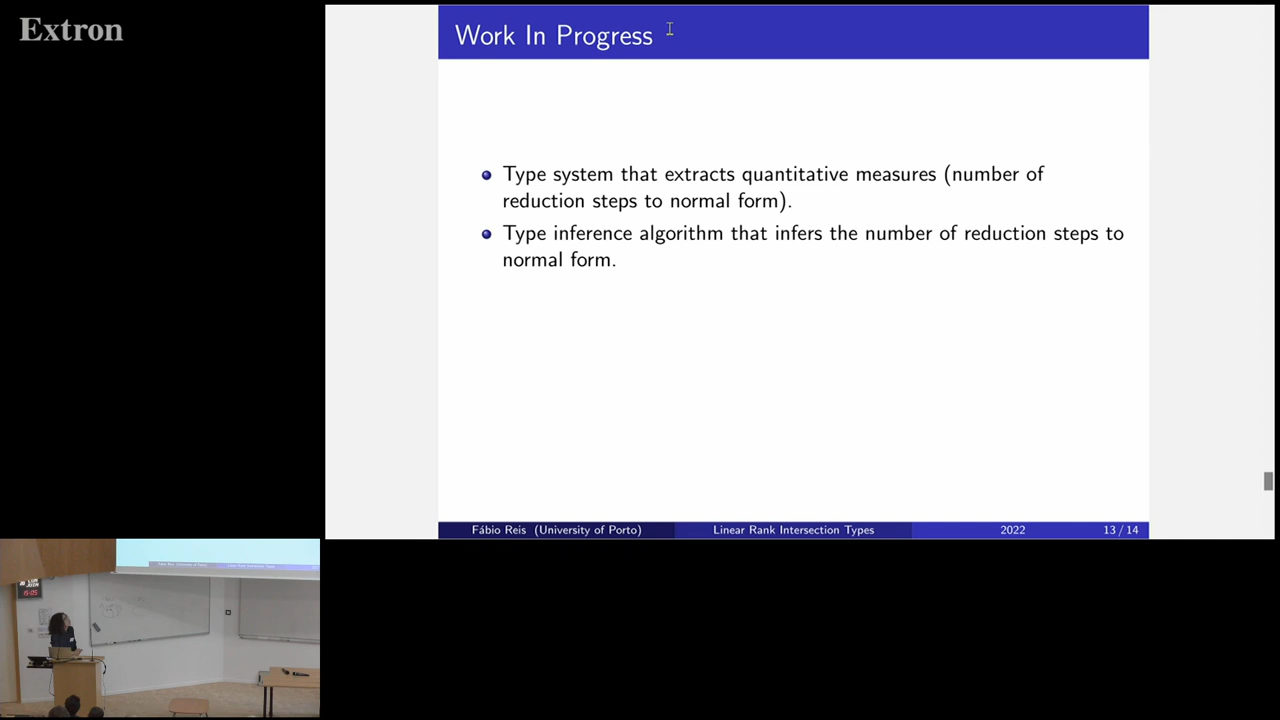 Extron
Work In Progress
Type system that extracts quantitative measures (number of
reduction steps to normal form).
Type inference algorithm that infers the number of reduction steps to
normal form.
Fábio Reis (University of Porto)
Linear Rank Intersection Types
2022
13 / 14